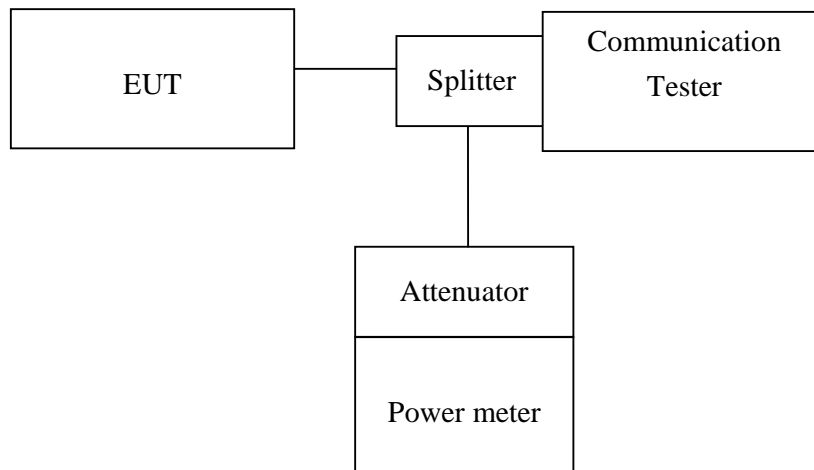 EUT
Splitter
Communication
Tester
Attenuator
Power meter